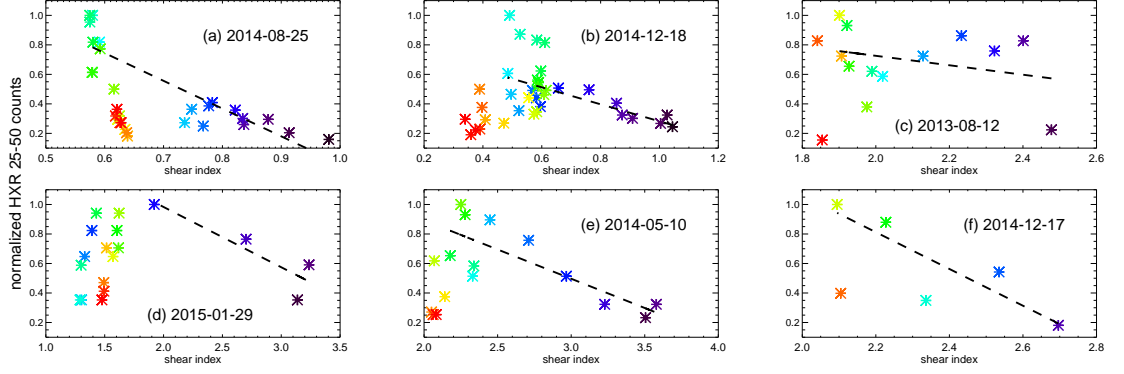 normalized HXR 25-50 counts
1.0
0.8
0.6
0.4
0.2
(a) 2014-08-25
0.5 0.6 0.7 0.8 0.9 1.0
shear index
1.0
0.8
0.6
0.4
0.2
(b) 2014-12-18
0.2 0.4 0.6 0.8 1.0 1.2
shear index
1.0
0.8
0.6
0.4
0.2
(c) 2013-08-12
1.8 2.0 2.2 2.4 2.6
shear index
1.0
0.8
0.6
0.4
0.2
(d) 2015-01-29
1.0 1.5 2.0 2.5 3.0 3.5
shear index
1.0
0.8
0.6
0.4
0.2
(e) 2014-05-10
2.0 2.5 3.0 3.5 4.0
shear index
1.0
0.8
0.6
0.4
0.2
(f) 2014-12-17
2.0 2.2 2.4 2.6 2.8
shear index